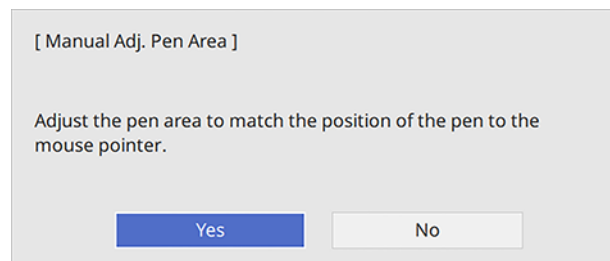 [ Manual Adj. Pen Area ]
Adjust the pen area to match the position of the pen to the
mouse pointer.
Yes
No